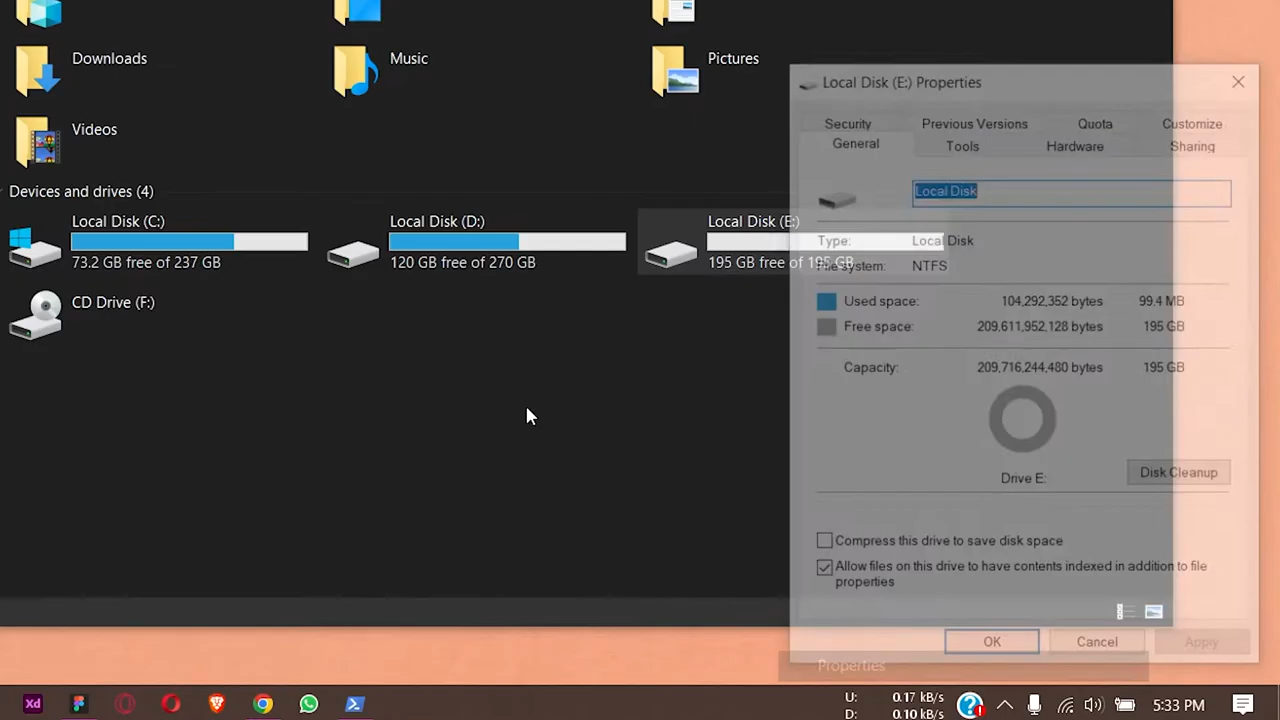 Downloads
Music
Pictures
Videos
Devices and drives (4)
Local Disk (C:)
73.2 GB free of 237 GB
Local Disk (D:)
120 GB free of 270 GB
Local Disk (E:)
195 GB free of 195 GB
CD Drive (F:)
Local Disk (E:) Properties
Security Previous Versions Quota Customize
General Tools Hardware Sharing
Local Disk
Type: Local Disk
File system: NTFS
Used space: 104,292,352 bytes 99.4 MB
Free space: 209,611,952,128 bytes 195 GB
Capacity: 209,716,244,480 bytes 195 GB
Drive E:
Disk Cleanup
Compress this drive to save disk space
Allow files on this drive to have contents indexed in addition to file
properties
OK Cancel Apply
Properties
Xd
U: 0.17 kB/s
D: 0.10 kB/s
5:33 PM